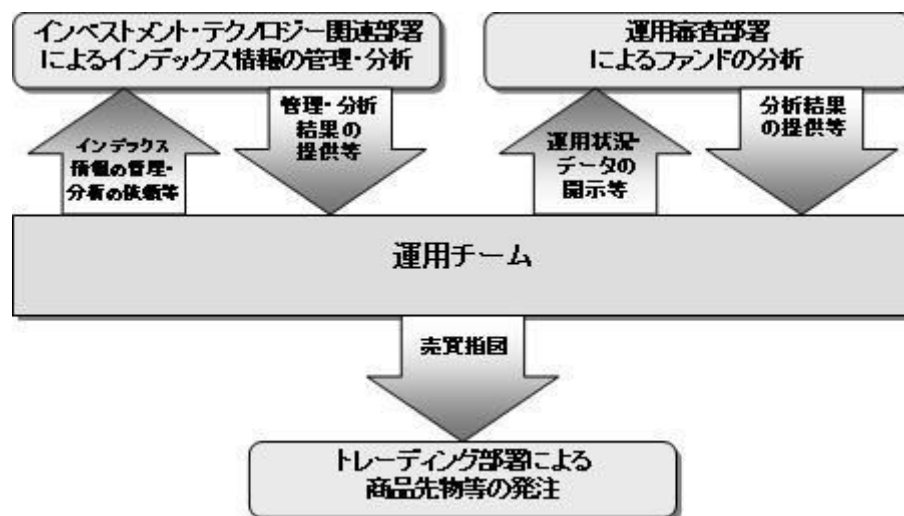 インベストメント・テクノロジー関連部署
によるインデックス情報の管理・分析
運用審査部署
によるファンドの分析
インデックス
情報の管理・
分析の依頼等
管理・分析
結果の
提供等
運用状況・
データの
開示等
分析結果
の提供等
運用チーム
売買指図
トレーディング部署による
商品先物等の発注